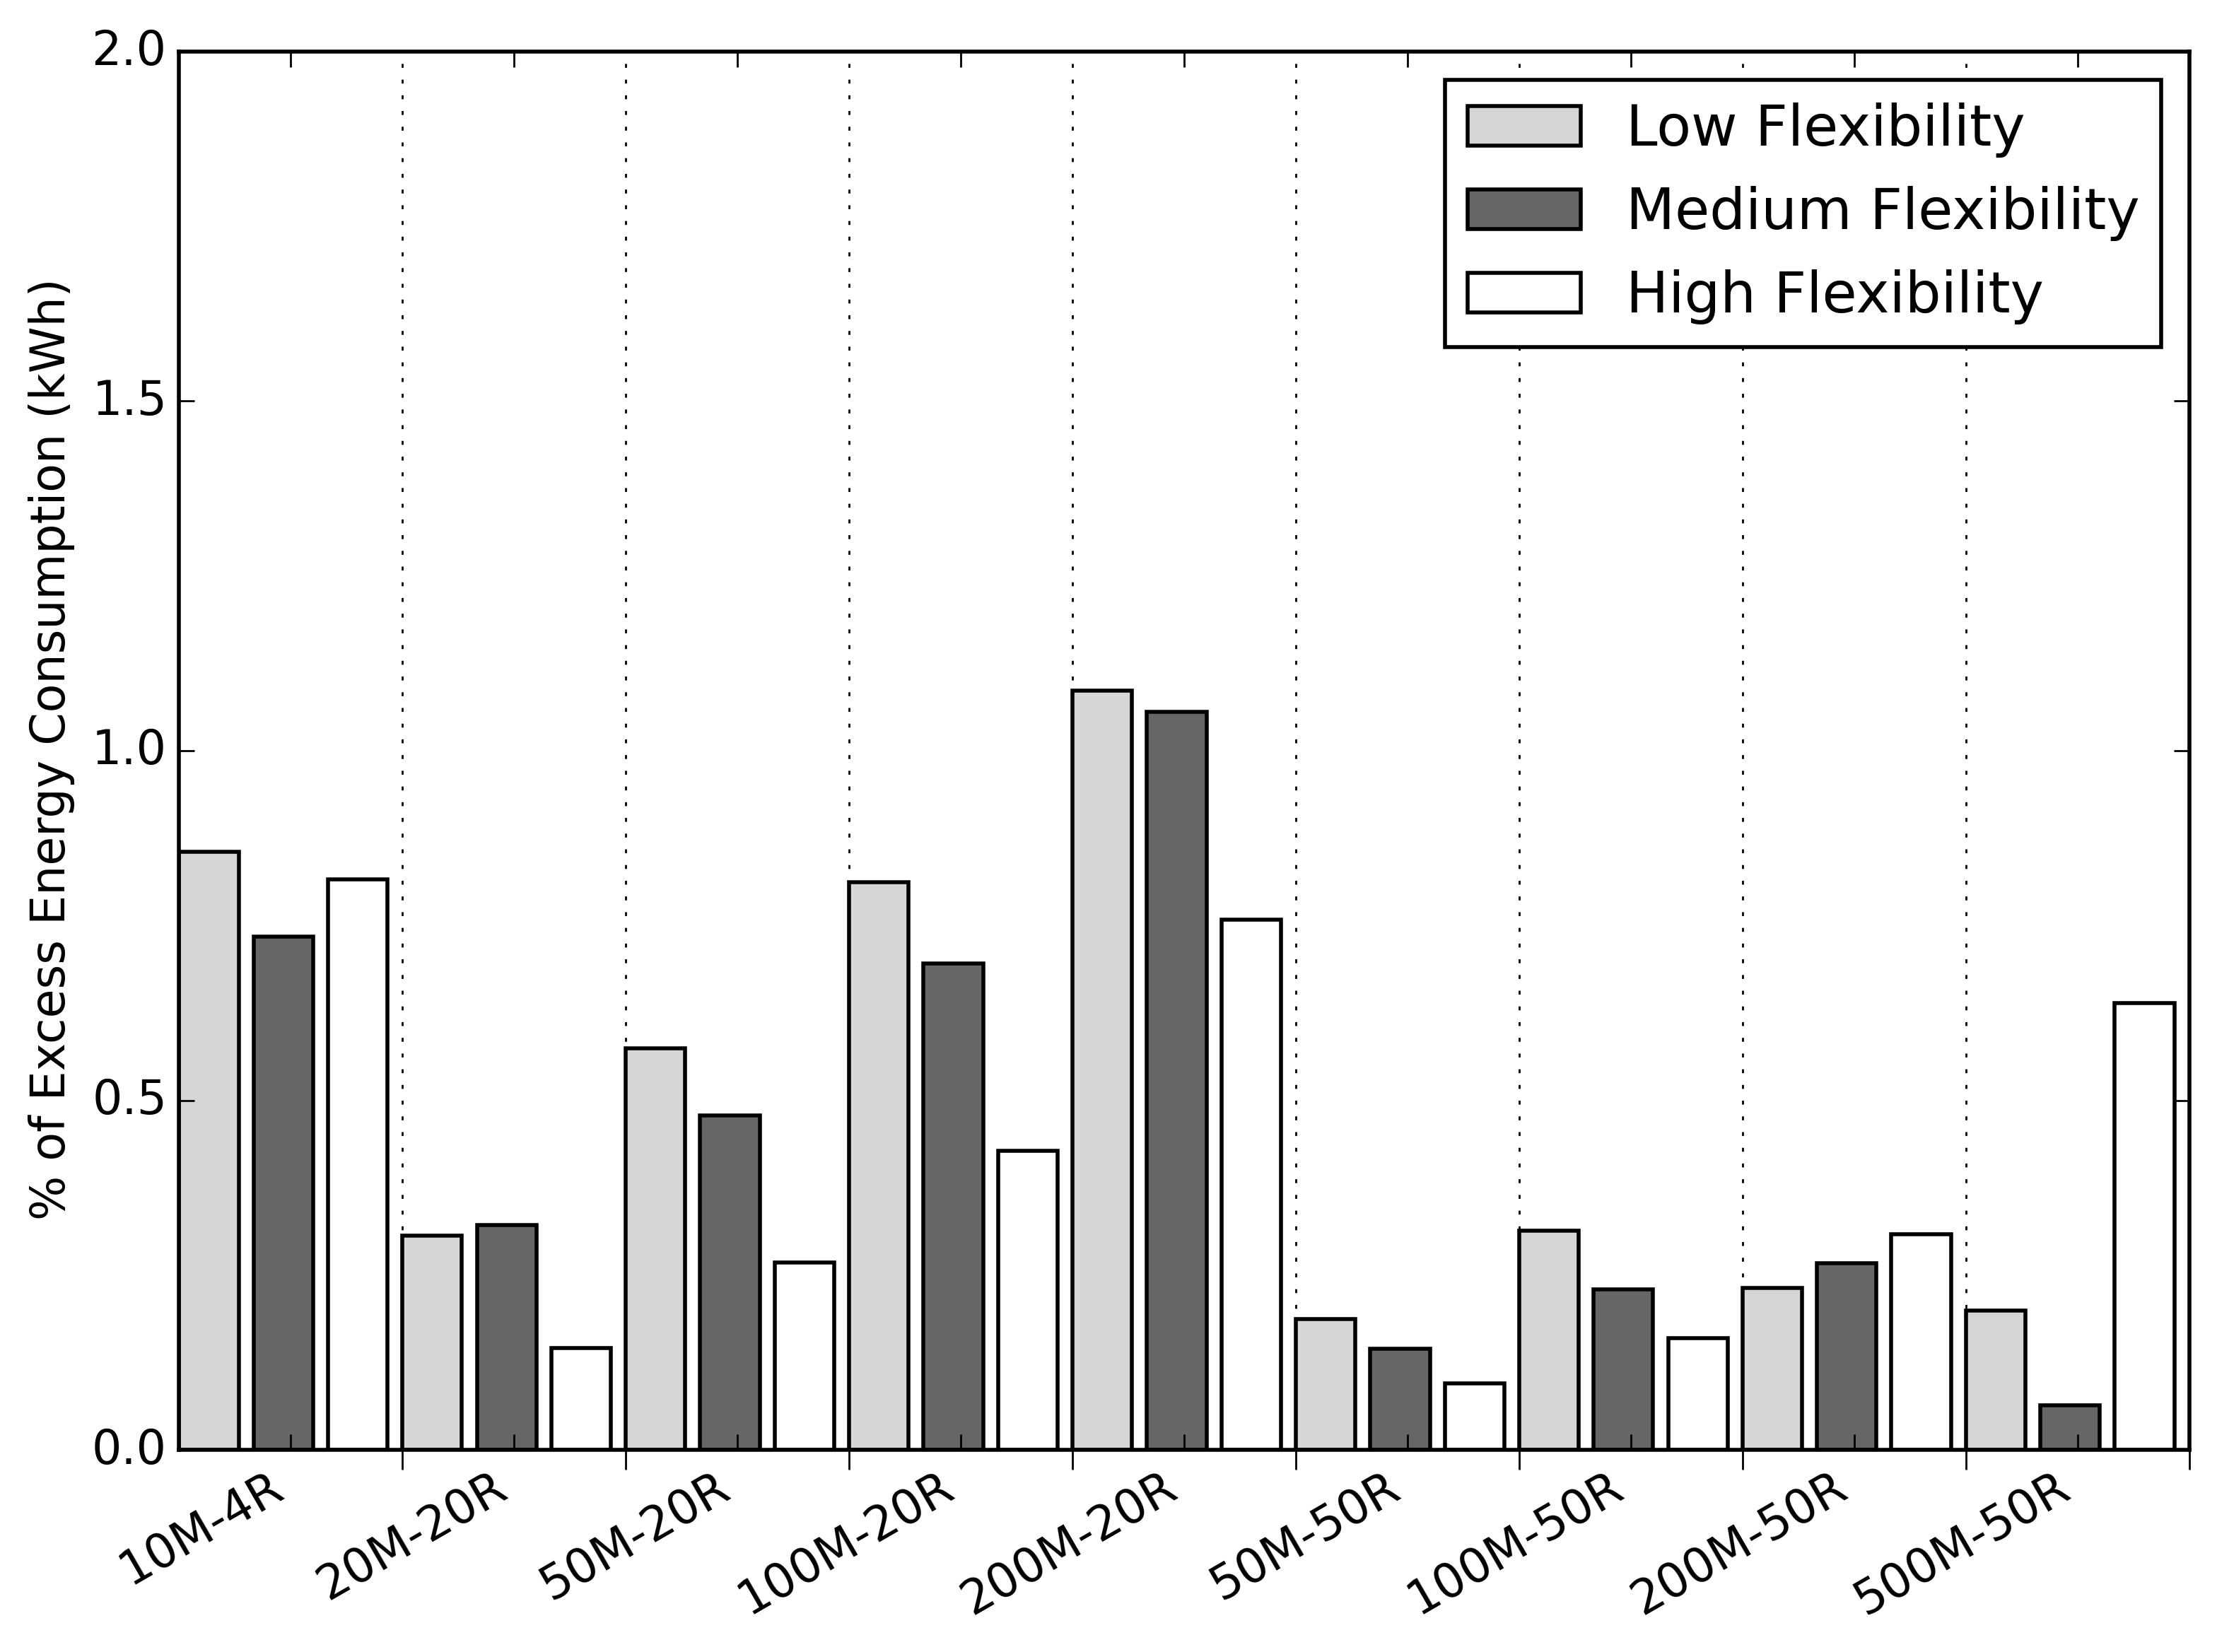 % of Excess Energy Consumption (kWh)
2.0
1.5
1.0
0.5
0.0
Low Flexibility
Medium Flexibility
High Flexibility
10M-4R
20M-20R
50M-20R
100M-20R
200M-20R
50M-50R
100M-50R
200M-50R
500M-50R